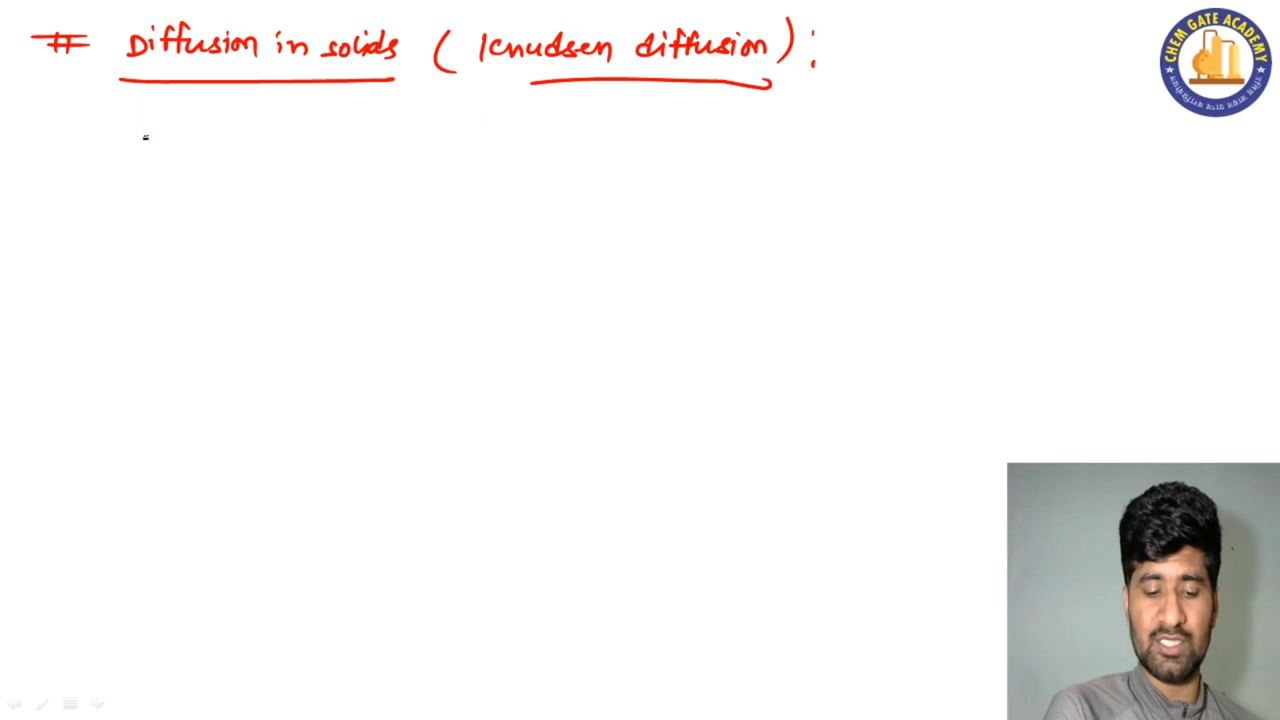 # Diffusion in solids ( Knudsen diffusion ) :
CHEM GATE ACADEMY